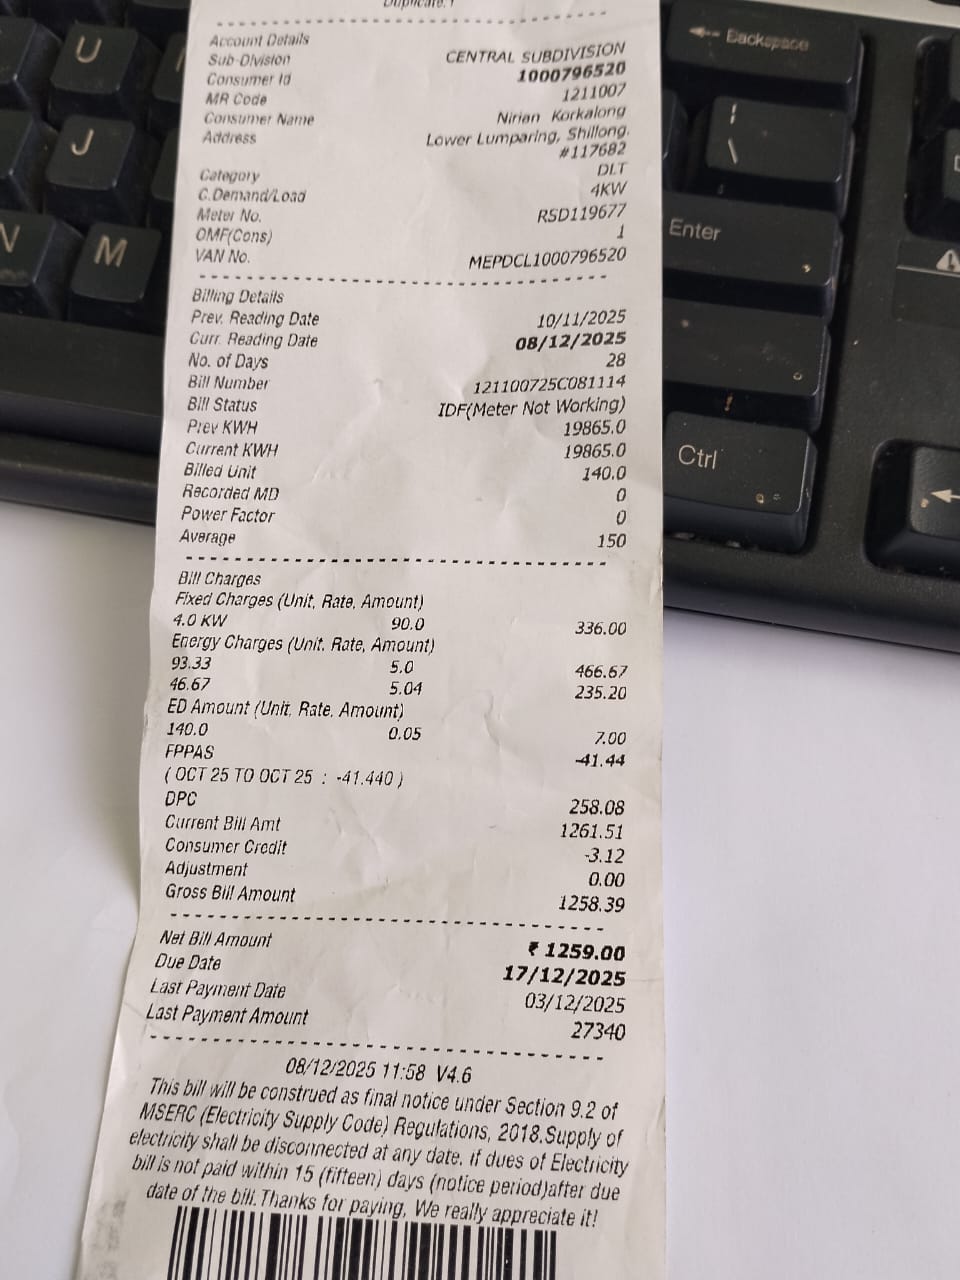 Duplicate: 1
Account Details
Sub-Division CENTRAL SUBDIVISION
Consumer Id 1000796520
MR Code 1211007
Consumer Name Nirian Korkalong
Address Lower Lumparing, Shillong.
#117682
Category DLT
C.Demand/Load 4KW
Meter No. RSD119677
OMF(Cons) 1
VAN No. MEPDCL1000796520
Billing Details
Prev. Reading Date 10/11/2025
Curr. Reading Date 08/12/2025
No. of Days 28
Bill Number 121100725C081114
Bill Status IDF(Meter Not Working)
Prev KWH 19865.0
Current KWH 19865.0
Billed Unit 140.0
Recorded MD 0
Power Factor 0
Average 150
Bill Charges
Fixed Charges (Unit, Rate, Amount)
4.0 KW 90.0 336.00
Energy Charges (Unit, Rate, Amount)
93.33 5.0 466.67
46.67 5.04 235.20
ED Amount (Unit, Rate, Amount)
140.0 0.05 7.00
FPPAS -41.44
( OCT 25 TO OCT 25 : -41.440 )
DPC 258.08
Current Bill Amt 1261.51
Consumer Credit -3.12
Adjustment 0.00
Gross Bill Amount 1258.39
Net Bill Amount ₹ 1259.00
Due Date 17/12/2025
Last Payment Date 03/12/2025
Last Payment Amount 27340
08/12/2025 11:58 V4.6
This bill will be construed as final notice under Section 9.2 of
MSERC (Electricity Supply Code) Regulations, 2018.Supply of
electricity shall be disconnected at any date, if dues of Electricity
bill is not paid within 15 (fifteen) days (notice period)after due
date of the bill. Thanks for paying, We really appreciate it!
U
J
N
M
Backspace
|
\
Enter
Ctrl